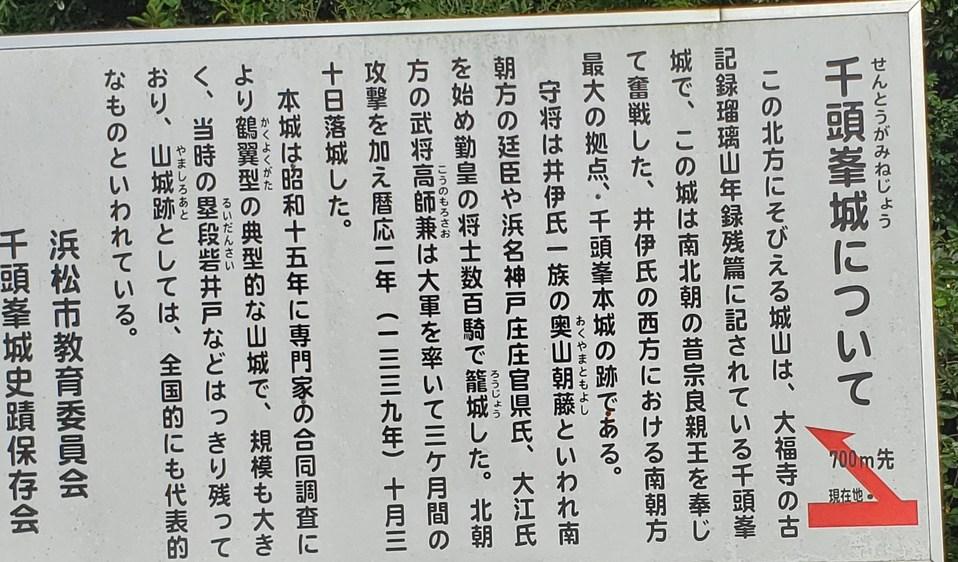 せんとうがみねじょう
千頭峯城について
この北方にそびえる城山は、大福寺の古
記録瑠璃山年録残篇に記されている千頭峯
城で、この城は南北朝の昔宗良親王を奉じ
て奮戦した、井伊氏の西方における南朝方
最大の拠点、千頭峯本城の跡である。
おくやまともよし
守将は井伊氏一族の奥山朝藤といわれ南
朝方の廷臣や浜名神戸庄庄官県氏、大江氏
ろうじょう
を始め勤皇の将士数百騎で籠城した。北朝
こうのもろさお
方の武将高師兼は大軍を率いて三ケ月間の
攻撃を加え暦応二年（一三三九年）十月三
十日落城した。
本城は昭和十五年に専門家の合同調査に
かくよくがた
より鶴翼型の典型的な山城で、規模も大き
るいだんさい
く、当時の塁段砦井戸などはっきり残って
やましろあと
おり、山城跡としては、全国的にも代表的
なものといわれている。
浜松市教育委員会
千頭峯城史蹟保存会
700m先
現在地